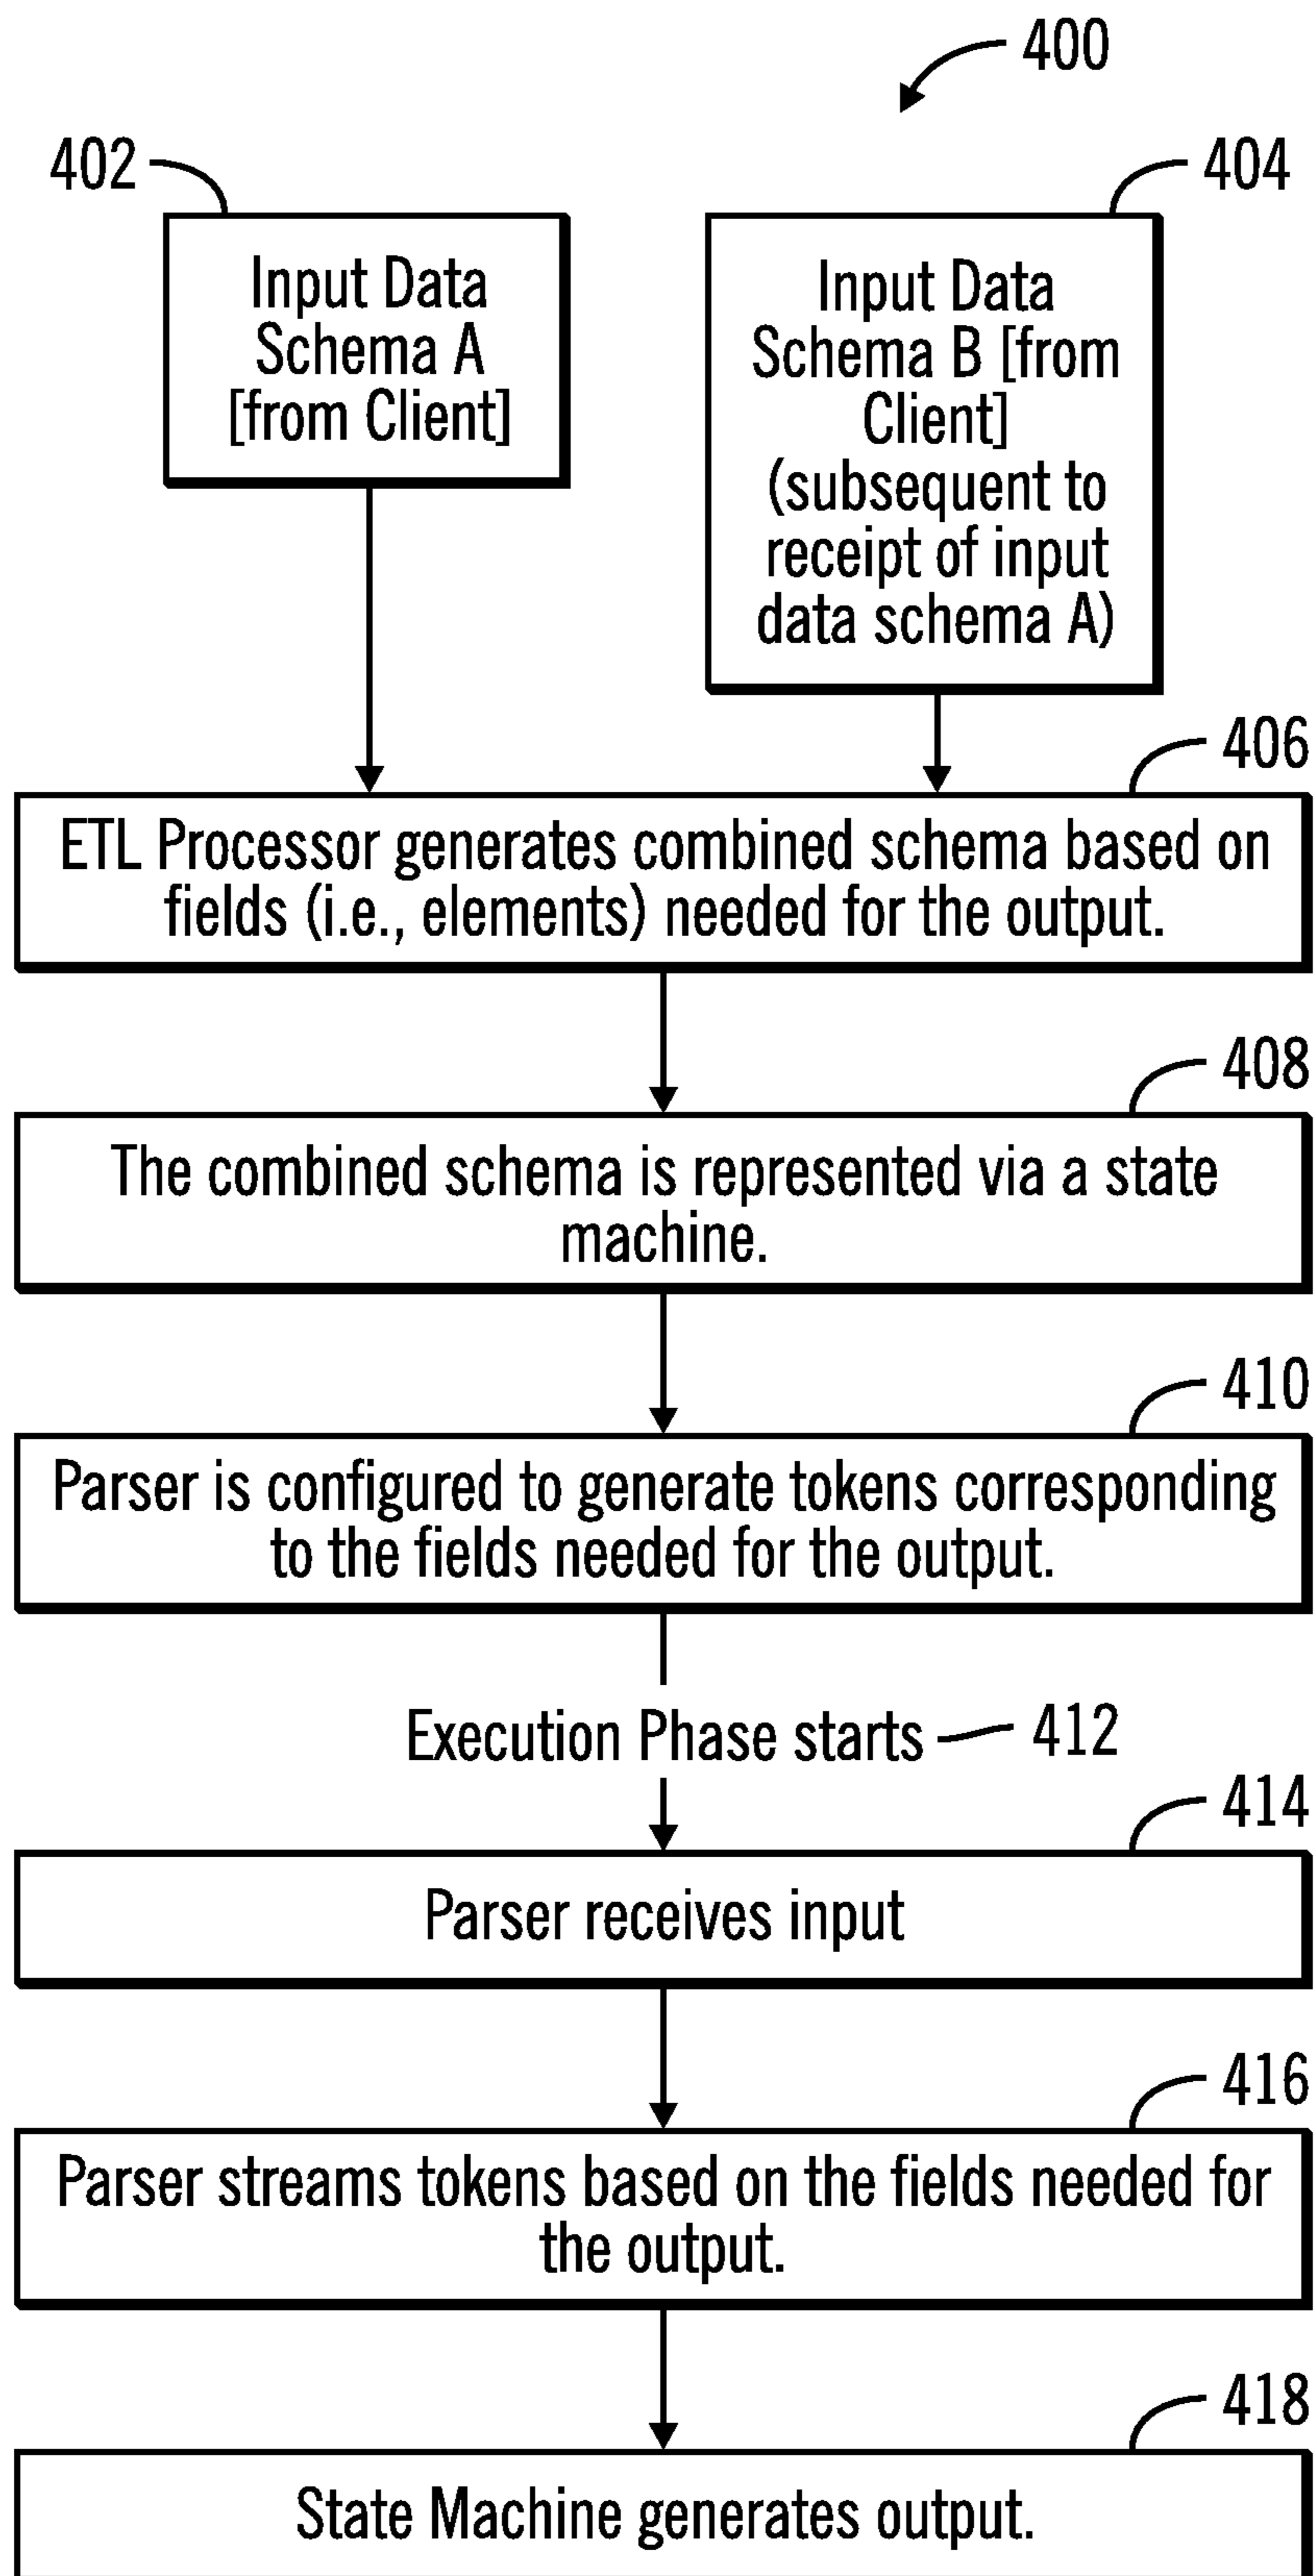 400
402
404
Input Data
Schema A
[from Client]
Input Data
Schema B [from
Client]
(subsequent to
receipt of input
data schema A)
406
ETL Processor generates combined schema based on
fields (i.e., elements) needed for the output.
408
The combined schema is represented via a state
machine.
410
Parser is configured to generate tokens corresponding
to the fields needed for the output.
Execution Phase starts 412
414
Parser receives input
416
Parser streams tokens based on the fields needed for
the output.
418
State Machine generates output.